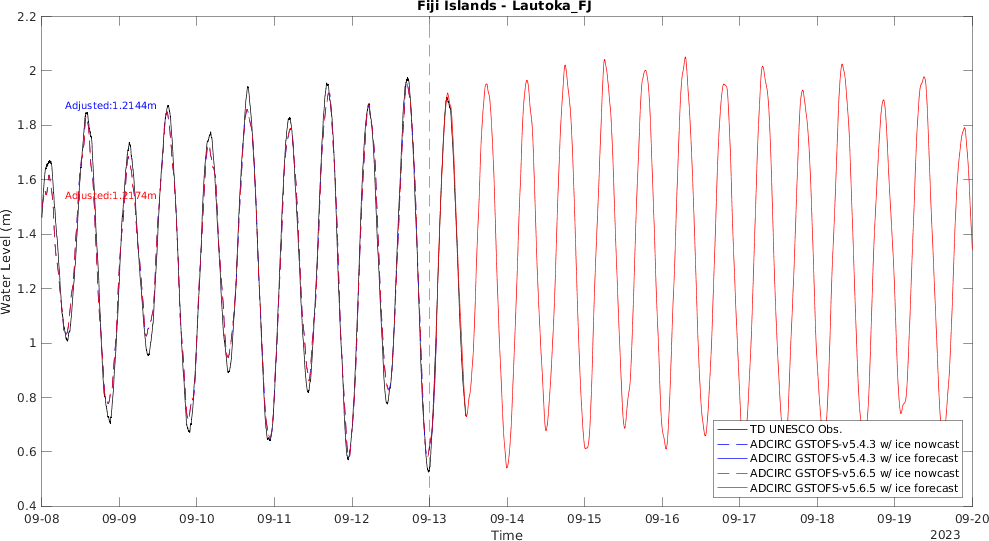 Fiji Islands - Lautoka_FJ
2.2
2
1.8
1.6
1.4
1.2
1
0.8
0.6
0.4
Water Level (m)
Adjusted:1.2144m
Adjusted:1.2174m
TD UNESCO Obs.
ADCIRC GSTOFS-v5.4.3 w/ ice nowcast
ADCIRC GSTOFS-v5.4.3 w/ ice forecast
ADCIRC GSTOFS-v5.6.5 w/ ice nowcast
ADCIRC GSTOFS-v5.6.5 w/ ice forecast
09-08 09-09 09-10 09-11 09-12 09-13 09-14 09-15 09-16 09-17 09-18 09-19 09-20
Time
2023